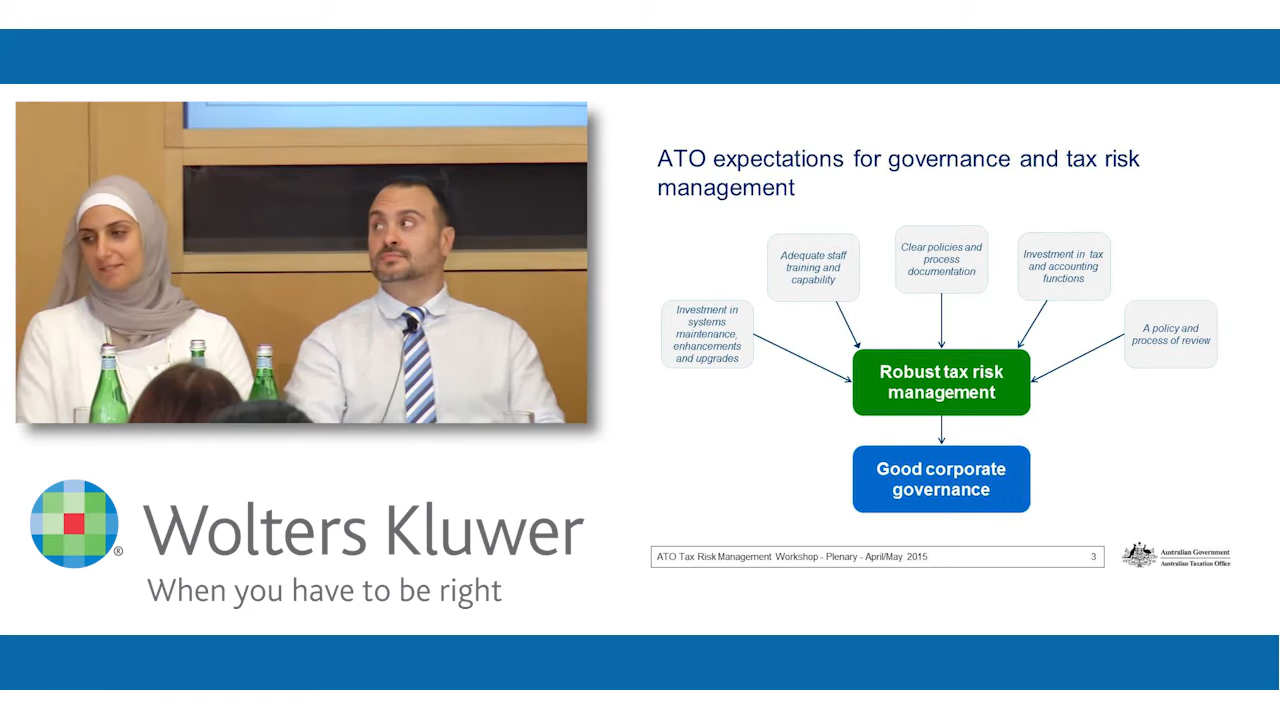 ATO expectations for governance and tax risk
management
Investment in
systems
maintenance,
enhancements
and upgrades
Adequate staff
training and
capability
Clear policies and
process
documentation
Investment in tax
and accounting
functions
A policy and
process of review
Robust tax risk
management
Good corporate
governance
ATO Tax Risk Management Workshop - Plenary - April/May 2015 3
Australian Government
Australian Taxation Office
Wolters Kluwer
®
When you have to be right